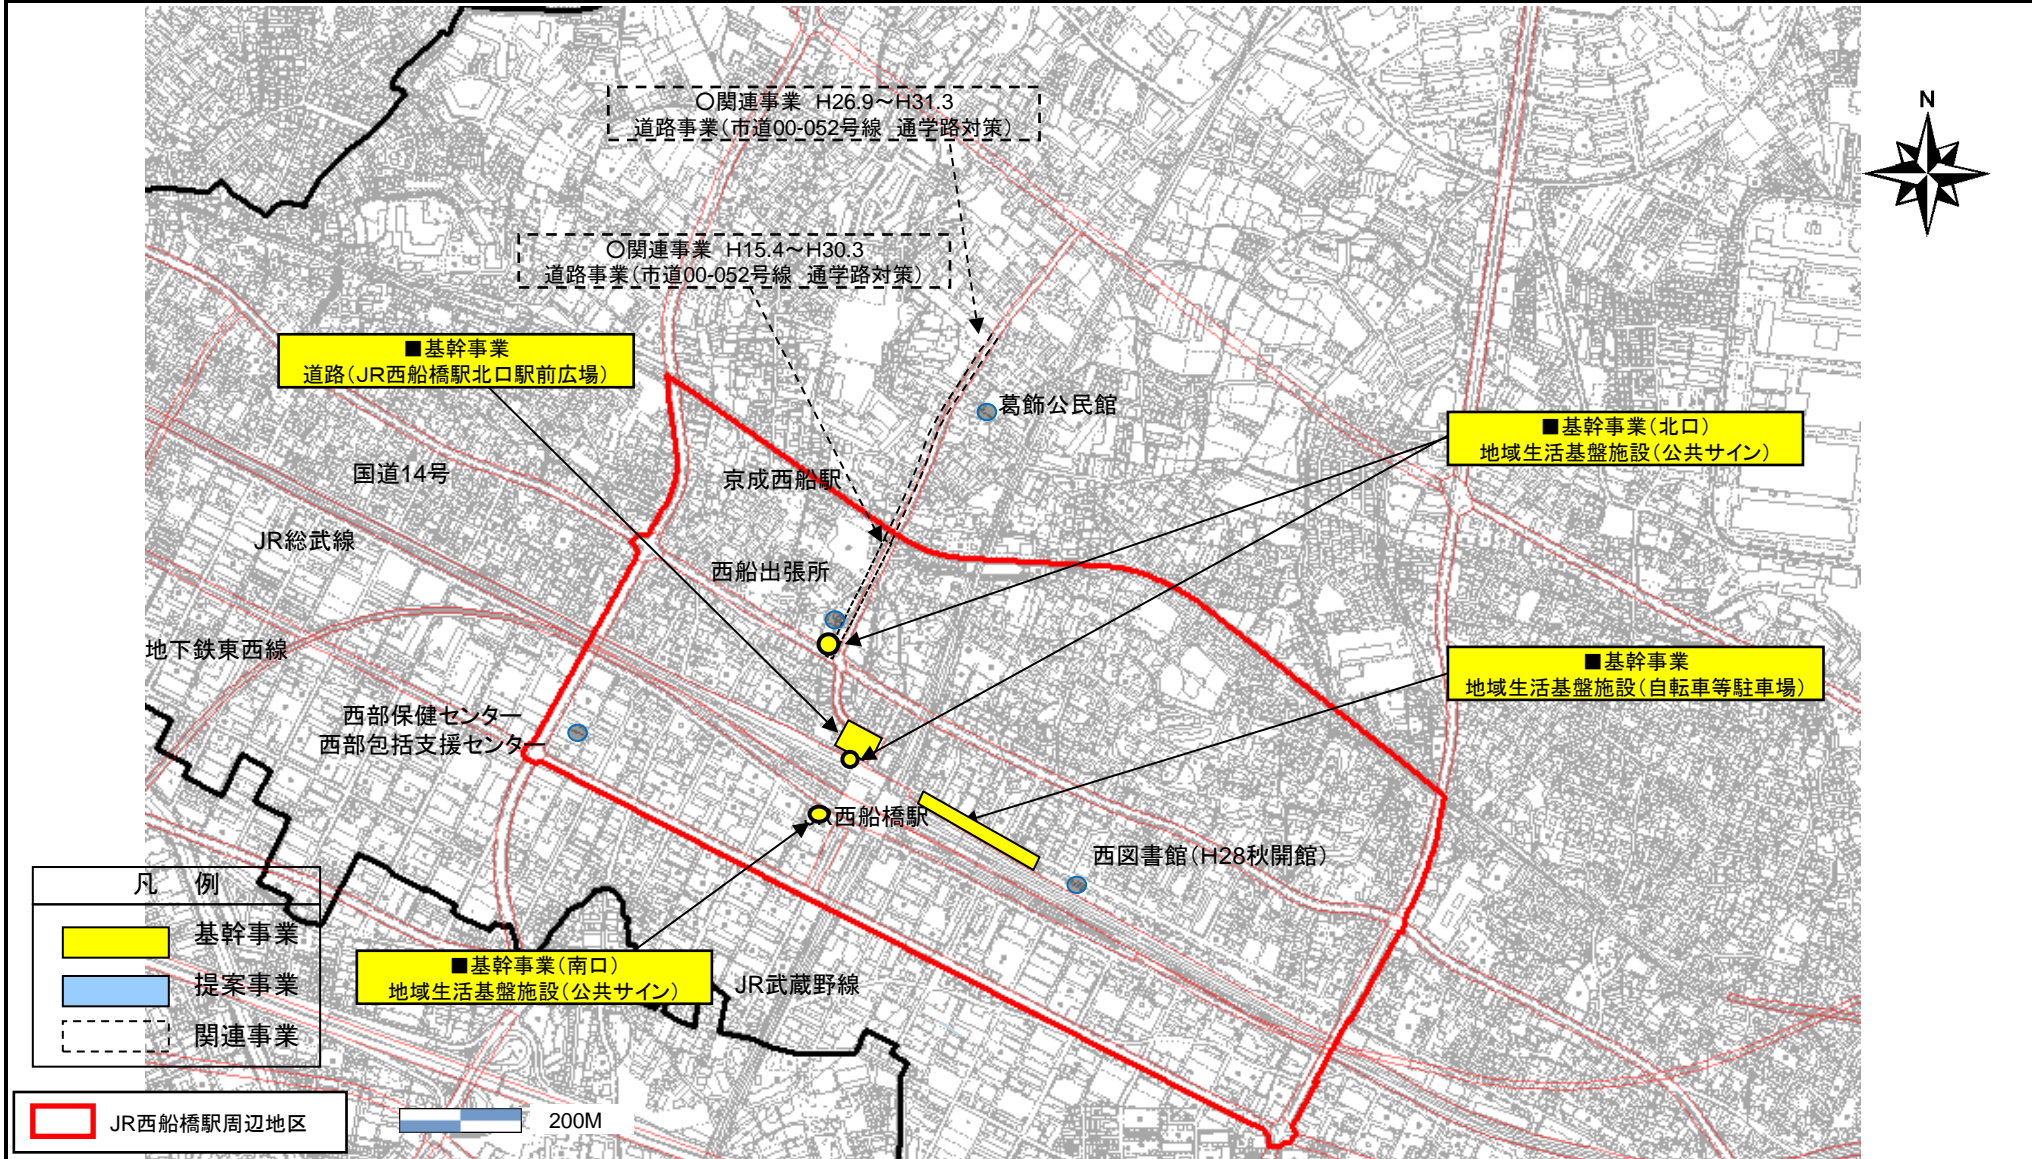 ○関連事業 H26.9～H31.3
道路事業(市道00-052号線 通学路対策)
N
○関連事業 H15.4～H30.3
道路事業(市道00-052号線 通学路対策)
■基幹事業
道路(JR西船橋駅北口駅前広場)
葛飾公民館
■基幹事業(北口)
地域生活基盤施設(公共サイン)
国道14号
京成西船駅
JR総武線
西船出張所
地下鉄東西線
■基幹事業
地域生活基盤施設(自転車等駐車場)
西部保健センター
西部包括支援センター
JR西船橋駅
西図書館(H28秋開館)
凡 例
基幹事業
提案事業
関連事業
■基幹事業(南口)
地域生活基盤施設(公共サイン)
JR武蔵野線
JR西船橋駅周辺地区
200M